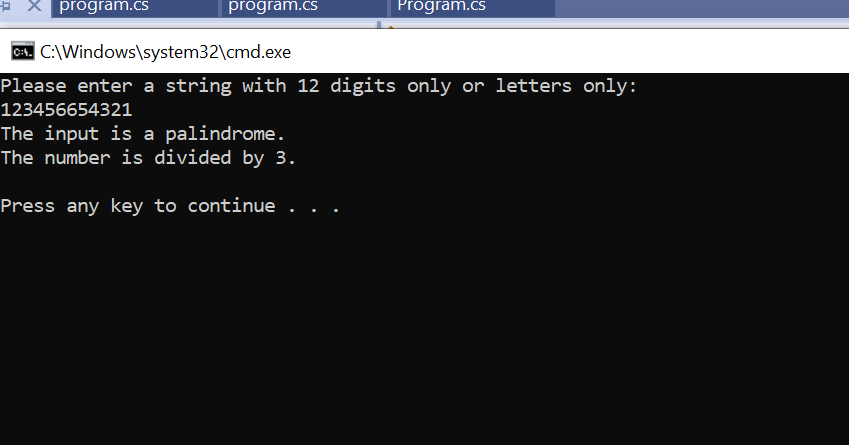 program.cs program.cs Program.cs
C:\Windows\system32\cmd.exe
Please enter a string with 12 digits only or letters only:
123456654321
The input is a palindrome.
The number is divided by 3.
Press any key to continue . . .